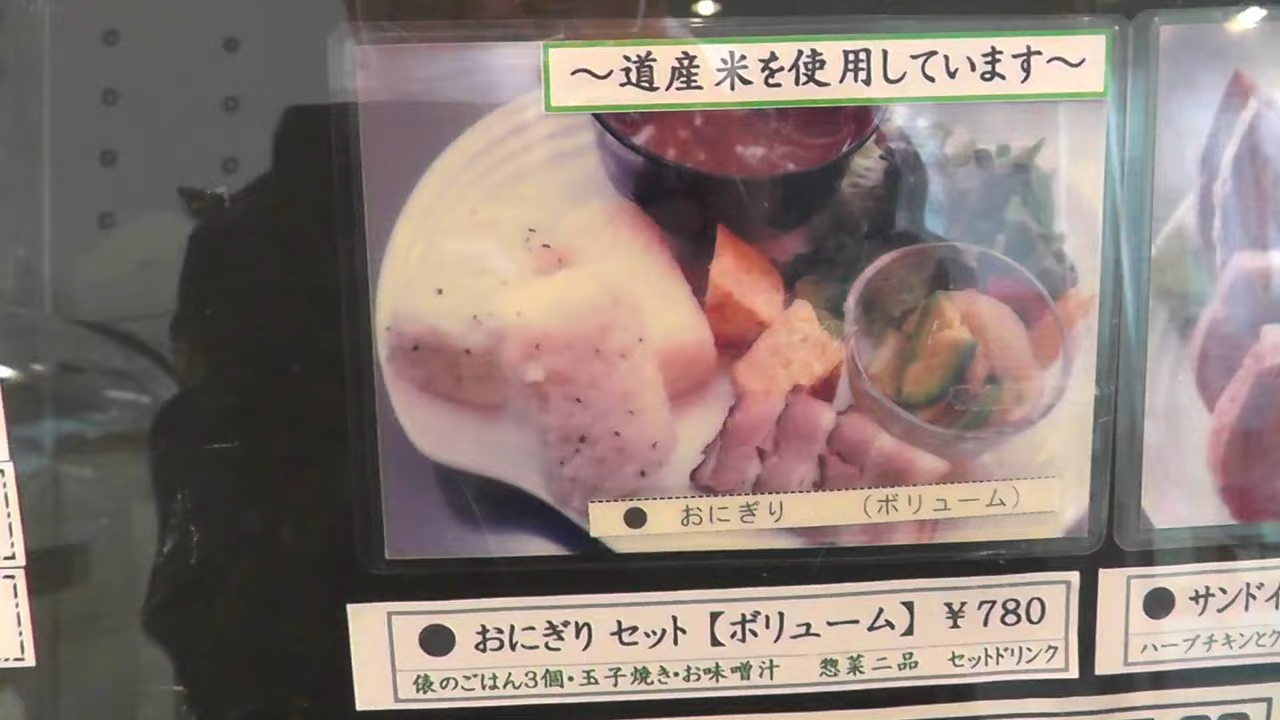 〜道産米を使用しています〜
● おにぎり （ボリューム）
● おにぎり セット【ボリューム】 ￥780
俵のごはん3個・玉子焼き・お味噌汁 惣菜二品 セットドリンク
● サンドイ
ハーブチキンと